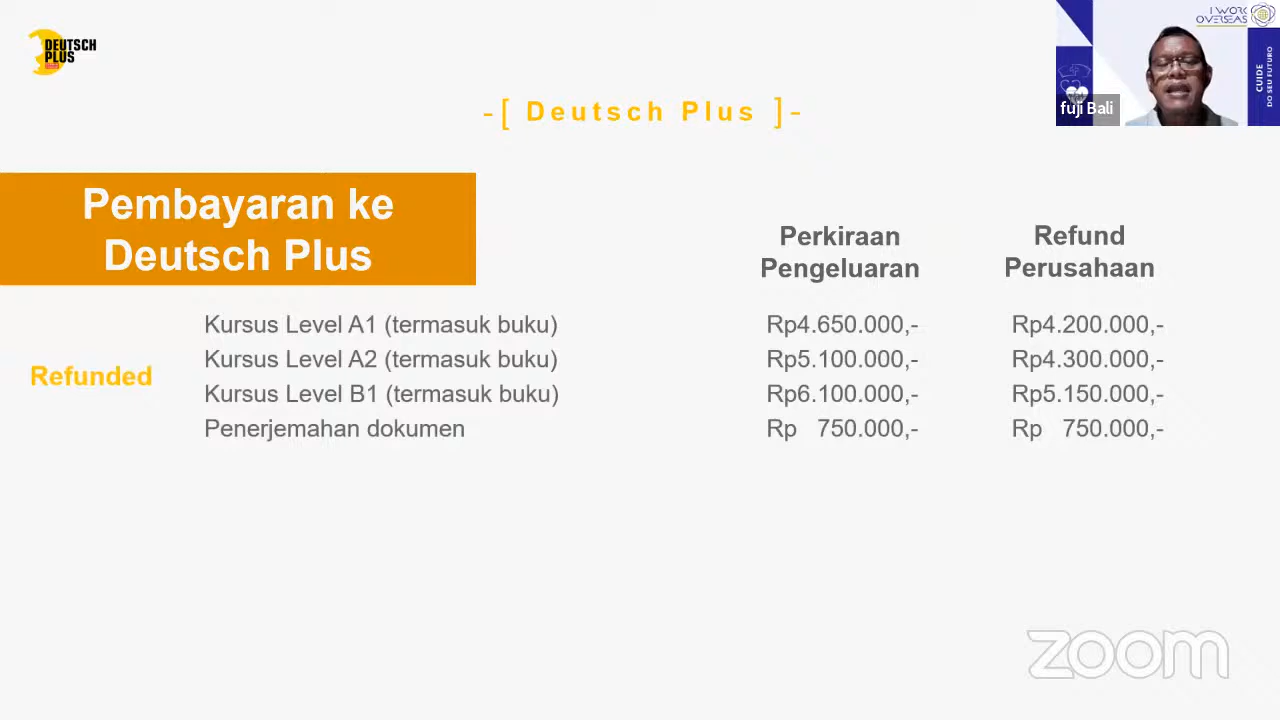 DEUTSCH
PLUS
-[ Deutsch Plus ]-
I WORK
OVERSEAS
CUIDE
DO SEU FUTURO
fuji Bali
Pembayaran ke
Deutsch Plus
Perkiraan
Pengeluaran
Refund
Perusahaan
Refunded
Kursus Level A1 (termasuk buku) Rp4.650.000,- Rp4.200.000,-
Kursus Level A2 (termasuk buku) Rp5.100.000,- Rp4.300.000,-
Kursus Level B1 (termasuk buku) Rp6.100.000,- Rp5.150.000,-
Penerjemahan dokumen Rp 750.000,- Rp 750.000,-
zoom